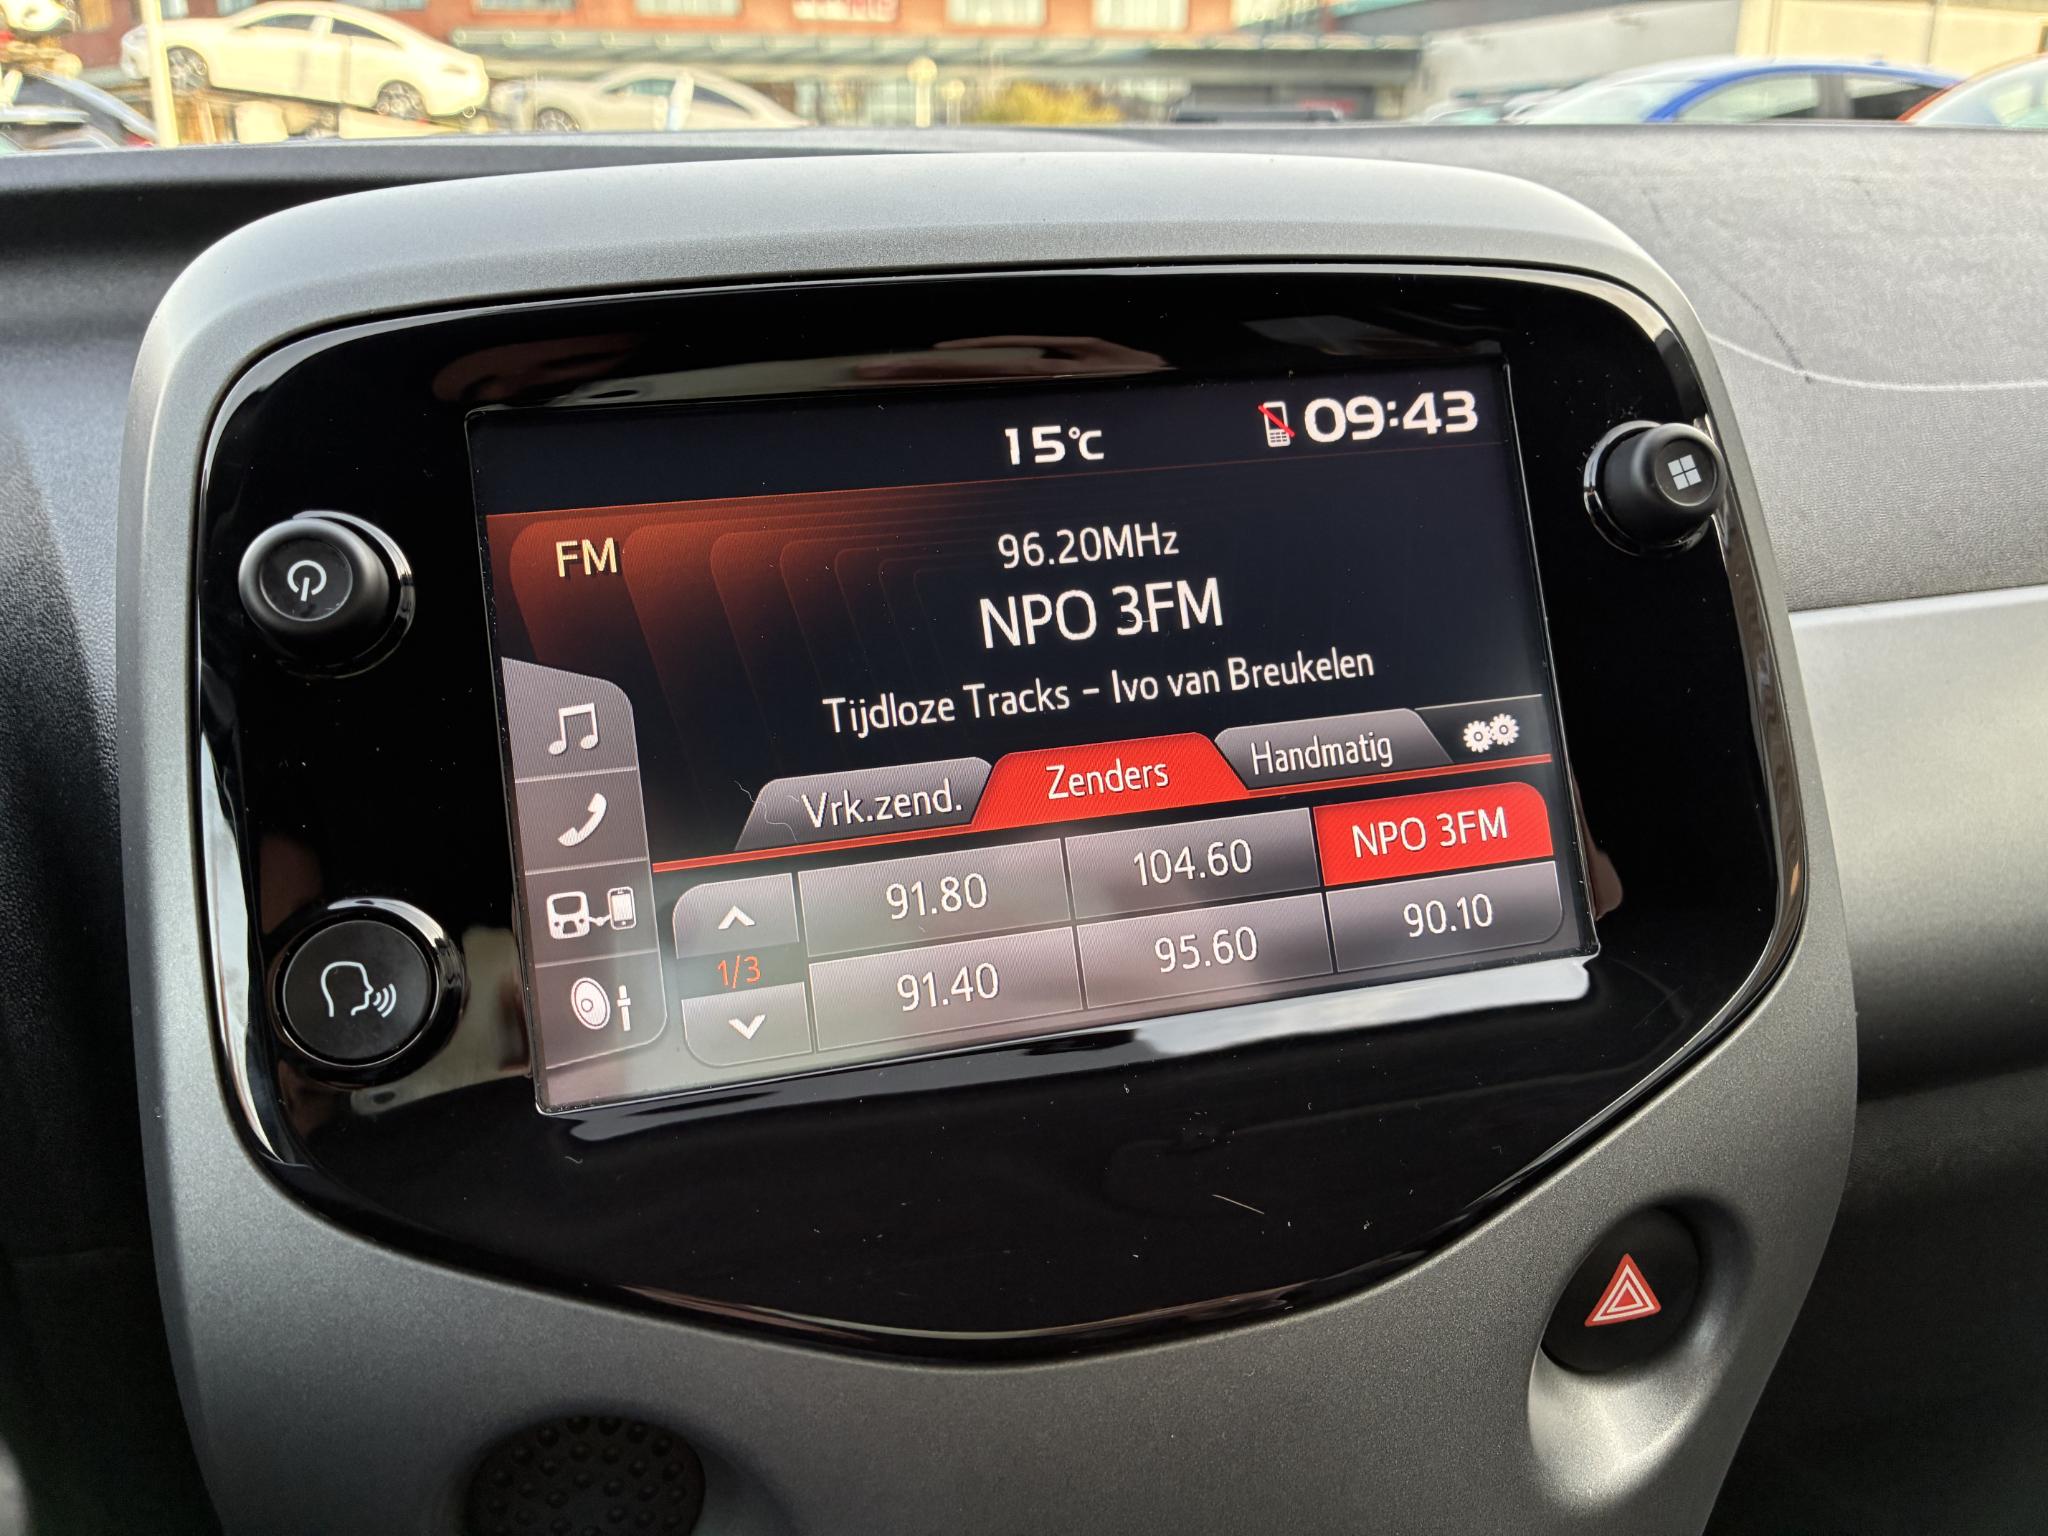 15°C
09:43
FM
96.20MHz
NPO 3FM
Tijdloze Tracks - Ivo van Breukelen
Vrk.zend.
Zenders
Handmatig
91.80
104.60
NPO 3FM
1/3
91.40
95.60
90.10